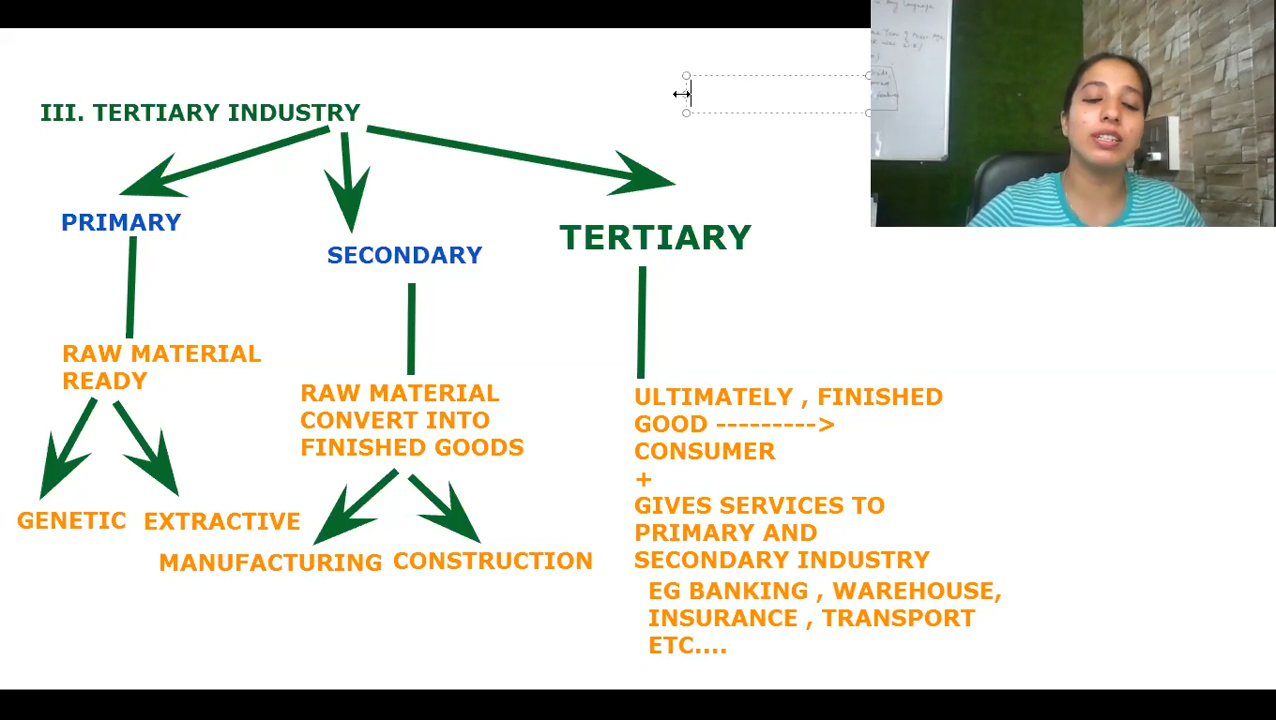 III. TERTIARY INDUSTRY
PRIMARY
SECONDARY
TERTIARY
RAW MATERIAL
READY
RAW MATERIAL
CONVERT INTO
FINISHED GOODS
ULTIMATELY , FINISHED
GOOD --------->
CONSUMER
+
GIVES SERVICES TO
PRIMARY AND
SECONDARY INDUSTRY
GENETIC
EXTRACTIVE
MANUFACTURING
CONSTRUCTION
EG BANKING , WAREHOUSE,
INSURANCE , TRANSPORT
ETC....